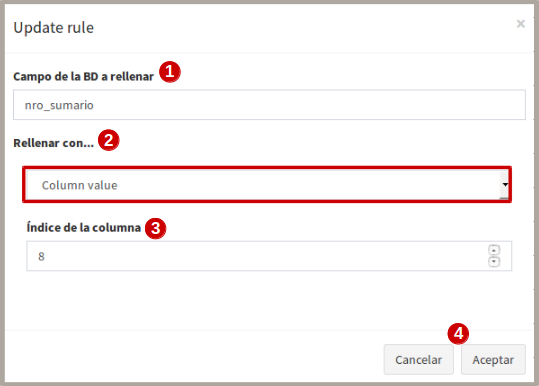 Update rule ×
Campo de la BD a rellenar 1
nro_sumario
Rellenar con... 2
Column value
Índice de la columna 3
8
4
Cancelar Aceptar